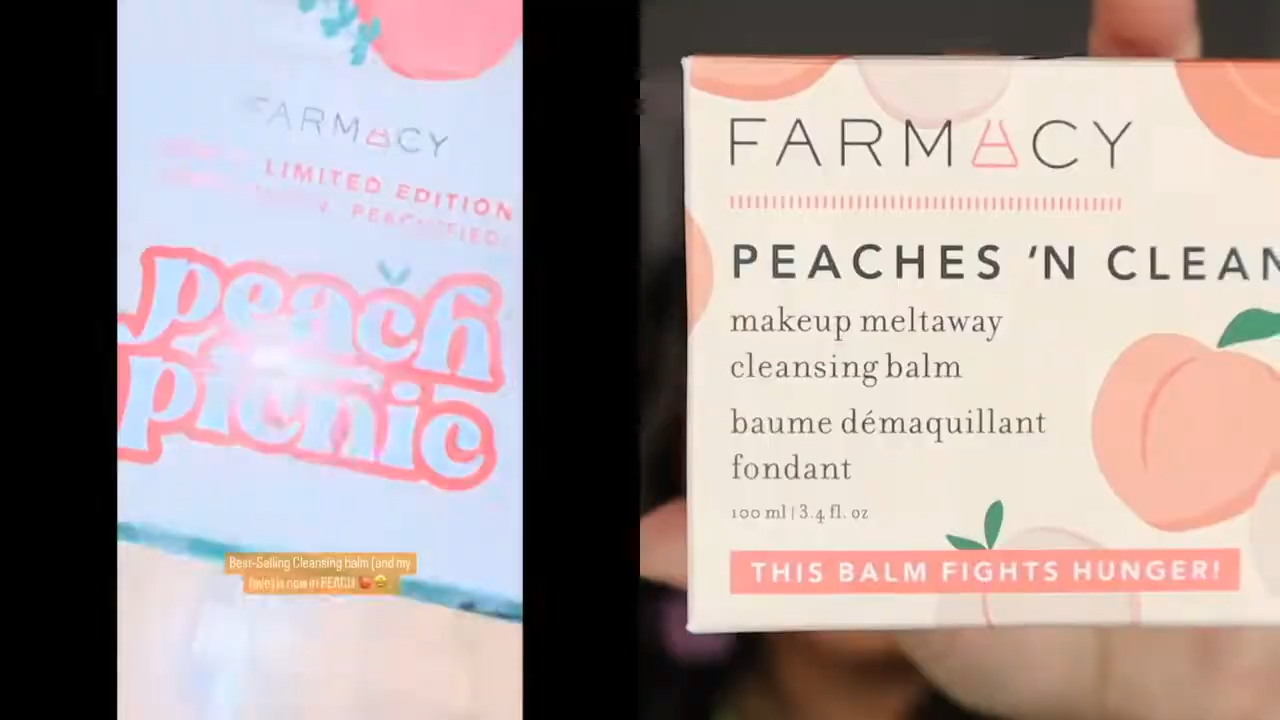 FARMACY
LIMITED EDITION
PEACHIFIED!
peach
picnic
Best-Selling Cleansing balm (and my
is now in PEACH
FARMACY
PEACHES 'N CLEAN
makeup meltaway
cleansing balm
baume démaquillant
fondant
100 ml | 3.4 fl. oz
THIS BALM FIGHTS HUNGER!